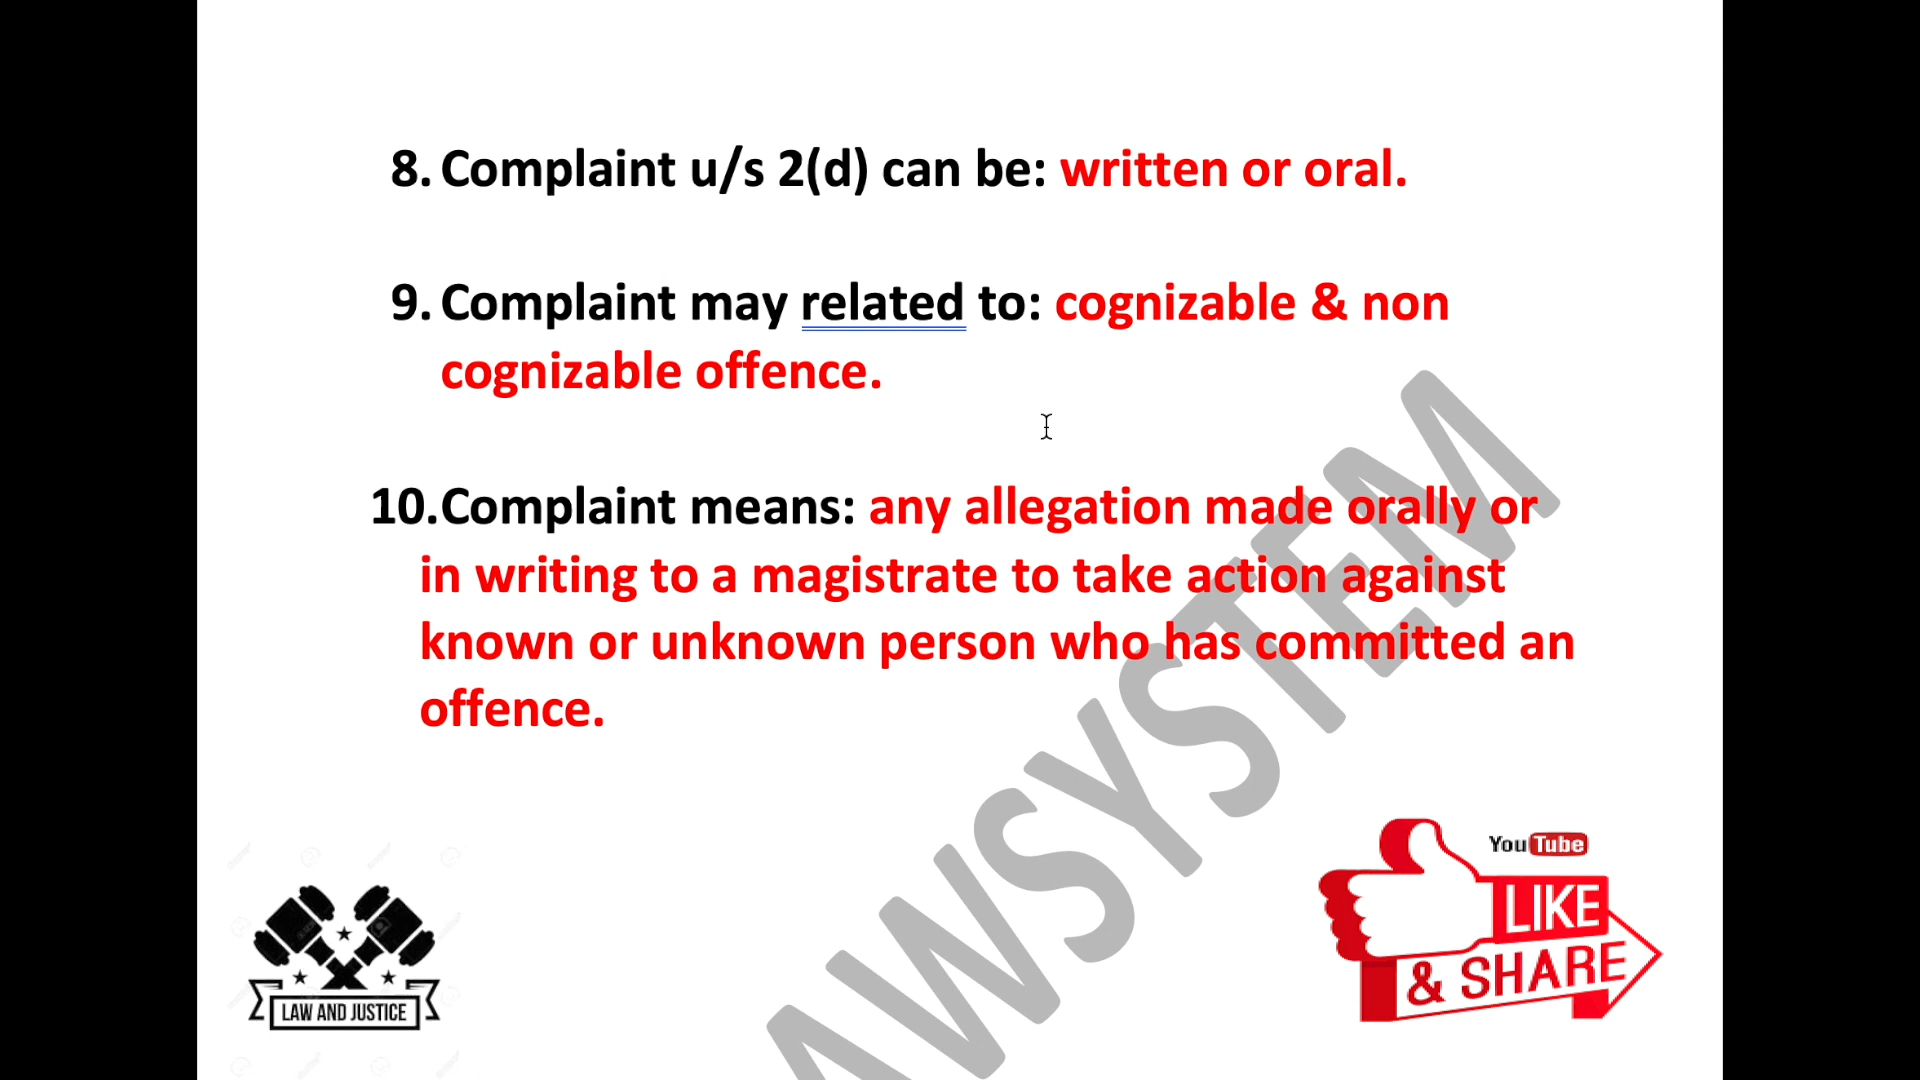 8. Complaint u/s 2(d) can be: written or oral.
9. Complaint may related to: cognizable & non
cognizable offence.
10.Complaint means: any allegation made orally or
in writing to a magistrate to take action against
known or unknown person who has committed an
offence.
AWSYSTEM
LAW AND JUSTICE
YouTube
LIKE
& SHARE